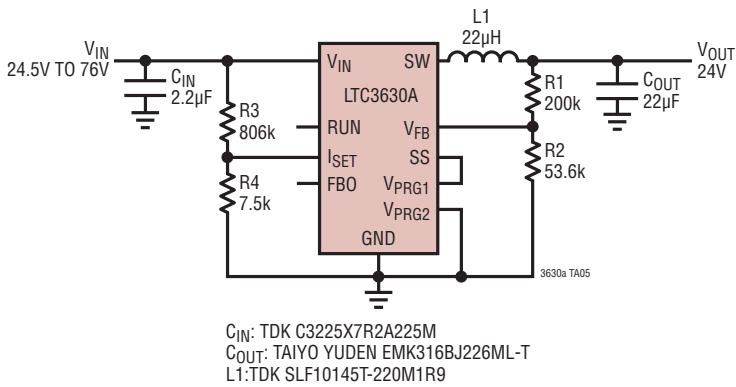 L1
22µH
VIN
24.5V TO 76V
CIN
2.2µF
R3
806k
R4
7.5k
VIN
SW
LTC3630A
RUN
VFB
ISET
SS
FBO
VPRG1
VPRG2
GND
R1
200k
R2
53.6k
COUT
22µF
VOUT
24V
3630a TA05
CIN: TDK C3225X7R2A225M
COUT: TAIYO YUDEN EMK316BJ226ML-T
L1:TDK SLF10145T-220M1R9